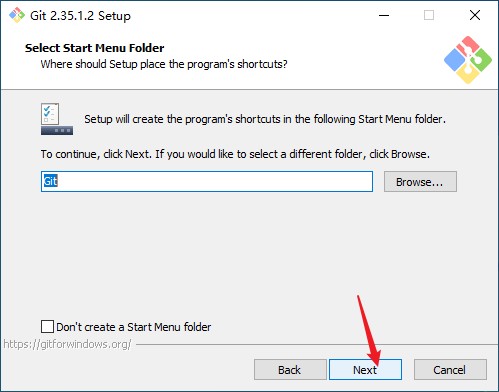 Git 2.35.1.2 Setup
Select Start Menu Folder
Where should Setup place the program's shortcuts?
Setup will create the program's shortcuts in the following Start Menu folder.
To continue, click Next. If you would like to select a different folder, click Browse.
Git
Browse...
Don't create a Start Menu folder
https://gitforwindows.org/
Back
Next
Cancel